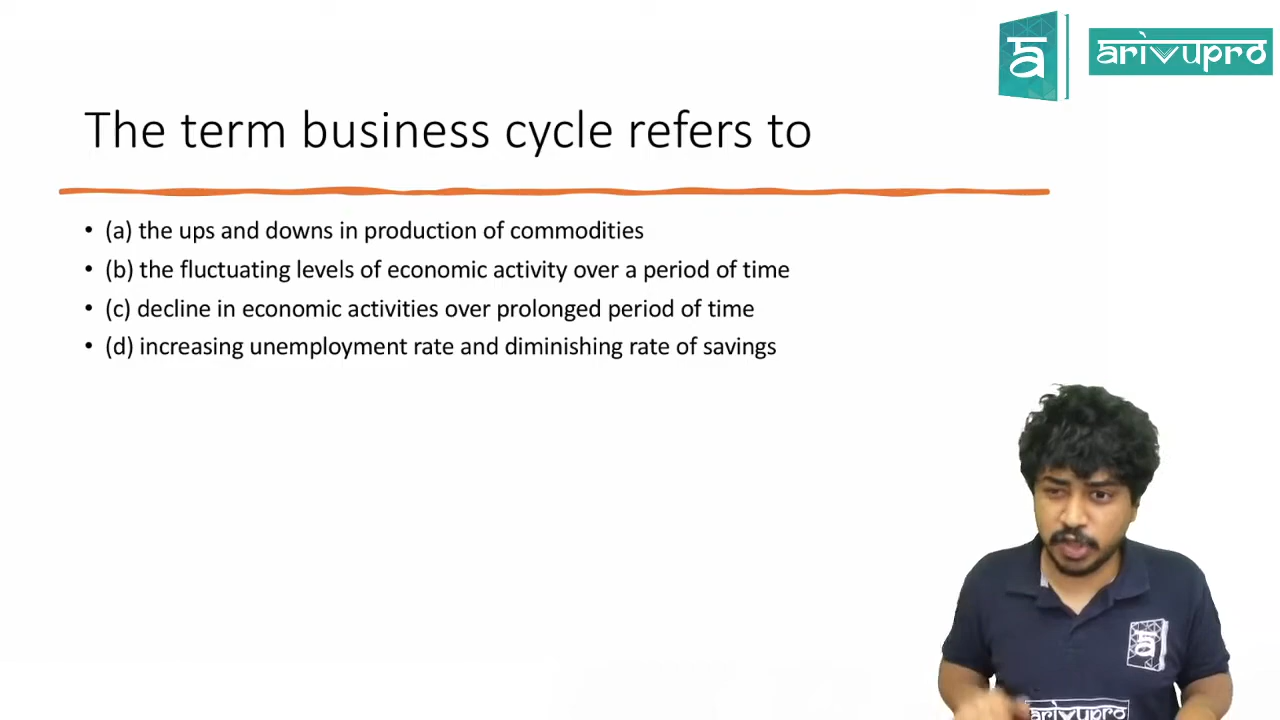 arivupro
The term business cycle refers to
• (a) the ups and downs in production of commodities
• (b) the fluctuating levels of economic activity over a period of time
• (c) decline in economic activities over prolonged period of time
• (d) increasing unemployment rate and diminishing rate of savings
arivupro